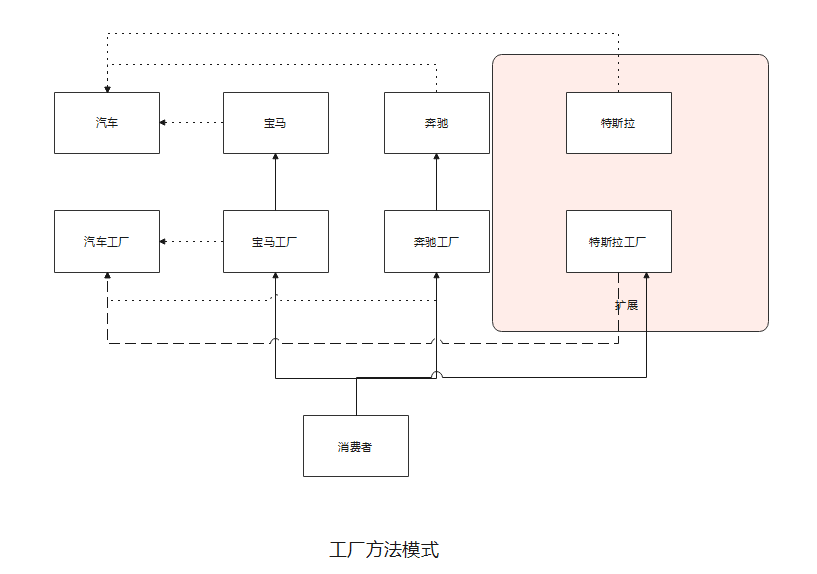 汽车
宝马
奔驰
特斯拉
汽车工厂
宝马工厂
奔驰工厂
特斯拉工厂
扩展
消费者
工厂方法模式